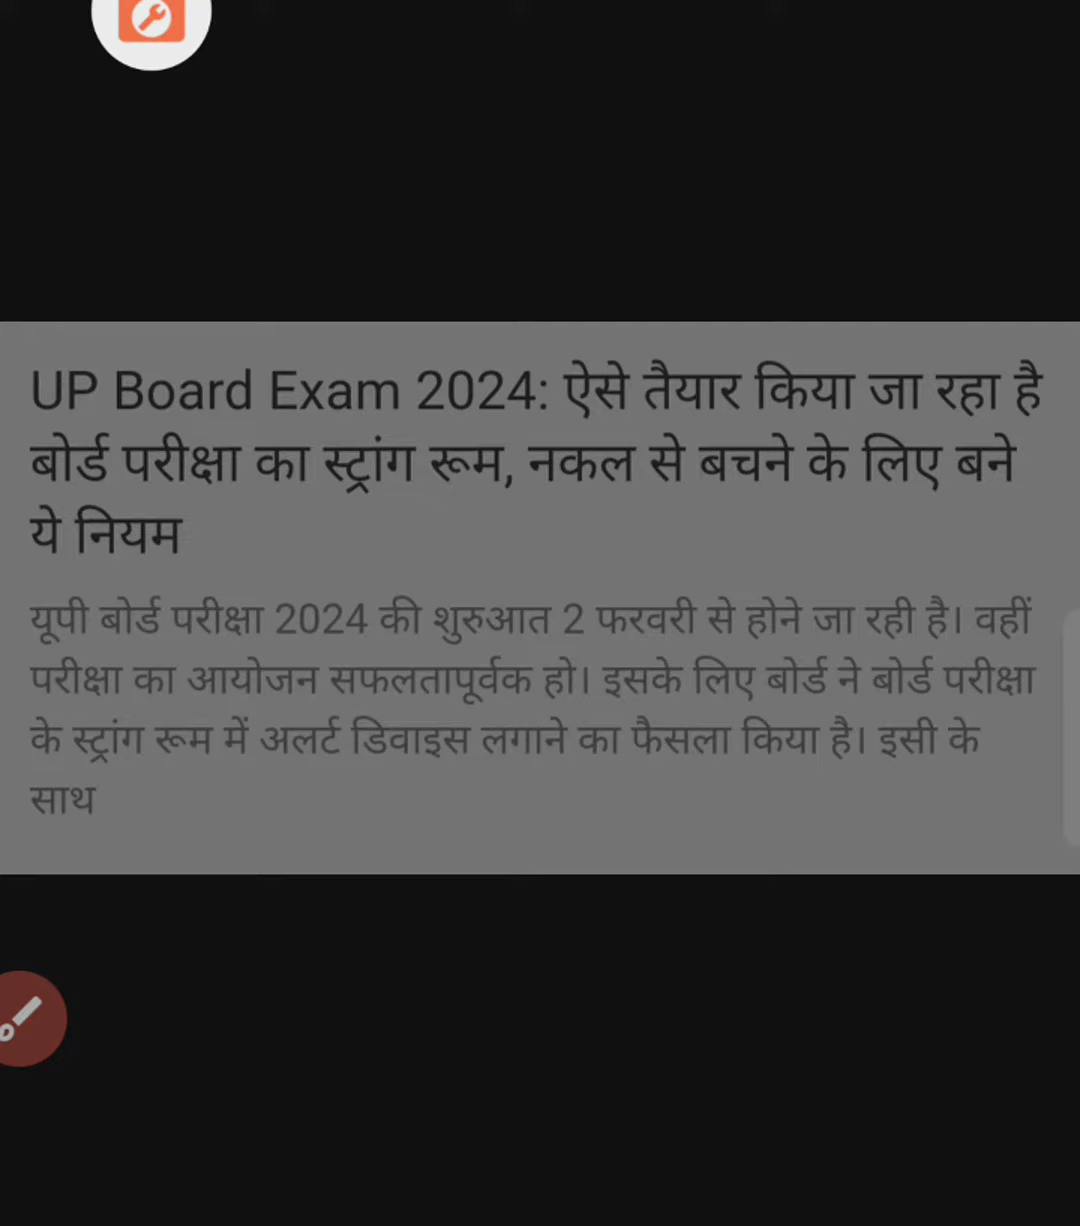 UP Board Exam 2024: ऐसे तैयार किया जा रहा है
बोर्ड परीक्षा का स्ट्रांग रूम, नकल से बचने के लिए बने
ये नियम
यूपी बोर्ड परीक्षा 2024 की शुरुआत 2 फरवरी से होने जा रही है। वहीं
परीक्षा का आयोजन सफलतापूर्वक हो। इसके लिए बोर्ड ने बोर्ड परीक्षा
के स्ट्रांग रूम में अलर्ट डिवाइस लगाने का फैसला किया है। इसी के
साथ